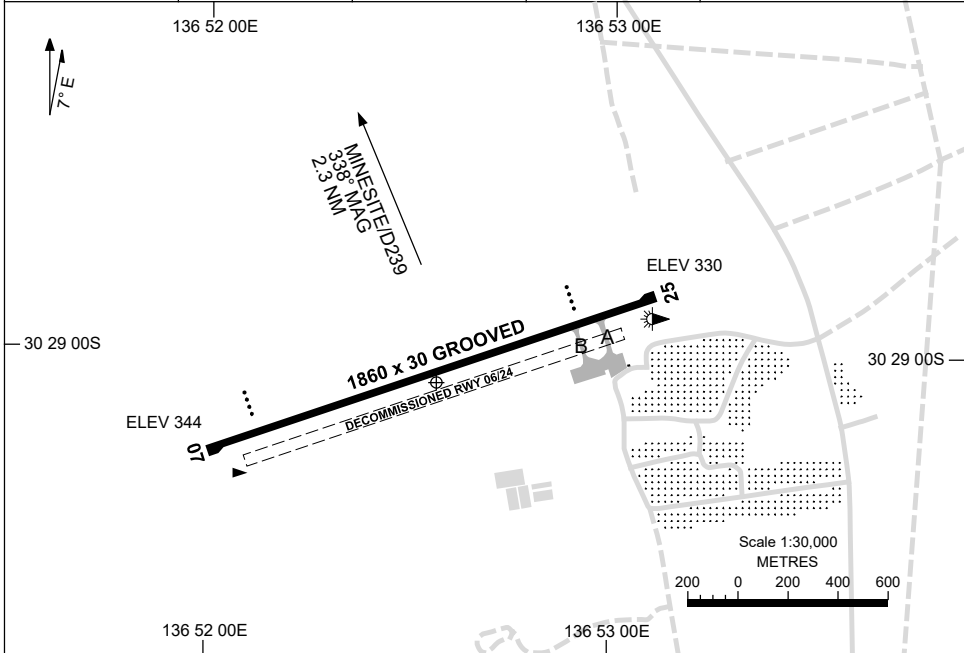 136 52 00E
136 53 00E
7° E
MINESITE/D239
338° MAG
2.3 NM
ELEV 330
25
1860 x 30 GROOVED
B
A
30 29 00S
30 29 00S
DECOMMISSIONED RWY 06/24
ELEV 344
07
Scale 1:30,000
METRES
200 0 200 400 600
136 52 00E
136 53 00E